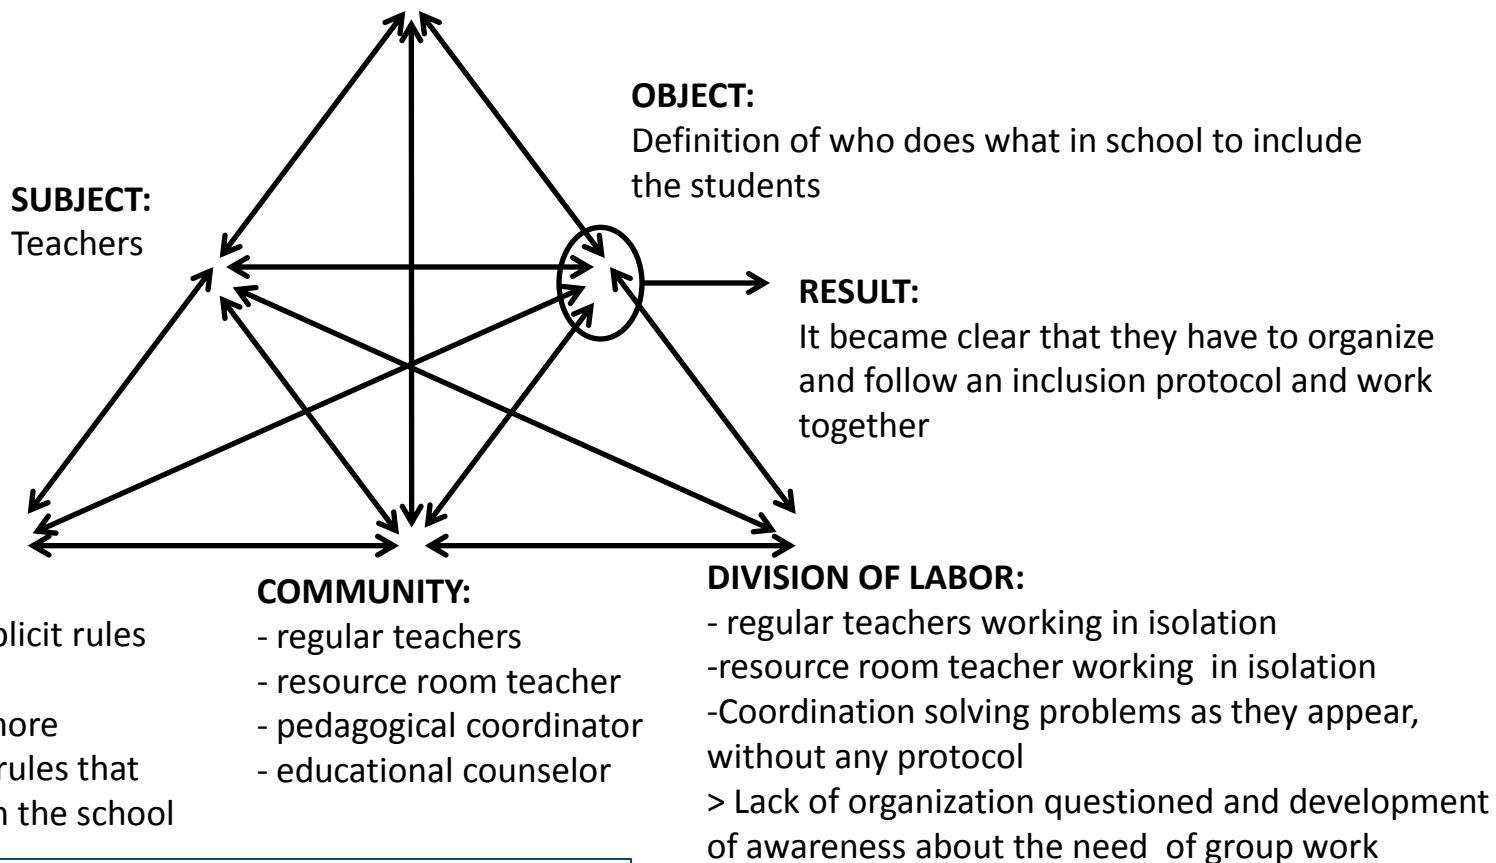 OBJECT:
Definition of who does what in school to include
the students
SUBJECT:
Teachers
RESULT:
It became clear that they have to organize
and follow an inclusion protocol and work
together
rules
rules that
the school
COMMUNITY:
- regular teachers
- resource room teacher
- pedagogical coordinator
- educational counselor
DIVISION OF LABOR:
- regular teachers working in isolation
-resource room teacher working  in isolation
-Coordination solving problems as they appear,
without any protocol
> Lack of organization questioned and development
of awareness about the need  of group work